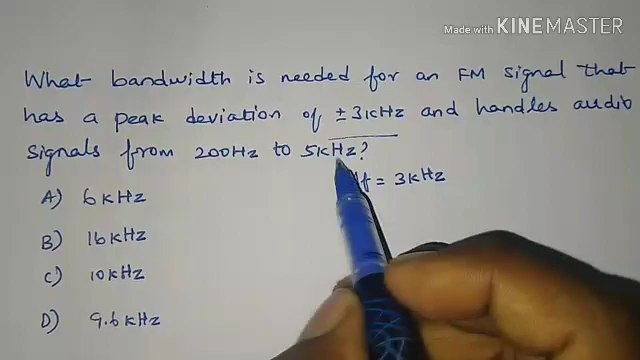 Made with KINEMASTER
What bandwidth is needed for an FM signal that
has a peak deviation of ±3KHz and handles audio
signals from 200Hz to 5KHz?
f = 3KHz
A) 6KHz
B) 16KHz
C) 10KHz
D) 9.6KHz